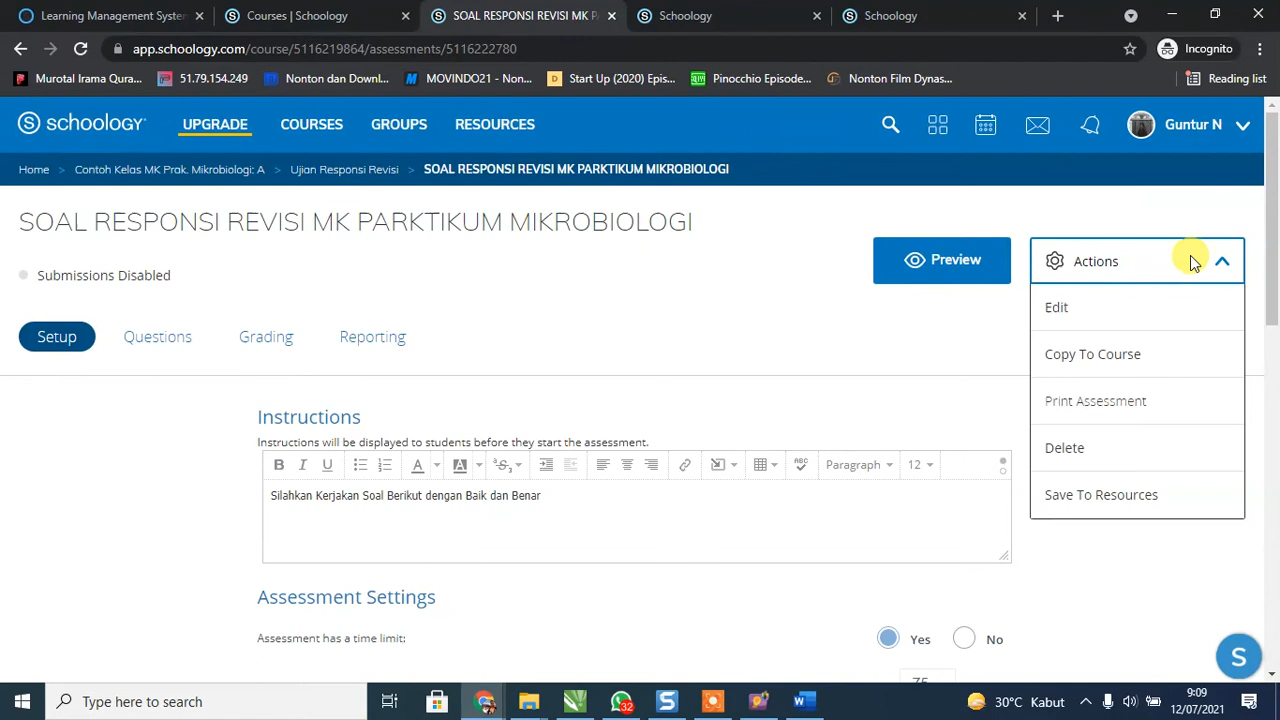 Learning Management System
Courses | Schoology
SOAL RESPONSI REVISI MK P
Schoology
Schoology
app.schoology.com/course/5116219864/assessments/5116222780
Incognito
Murotal Irama Qura...
51.79.154.249
Nonton dan Downl...
MOVINDO21 - Non...
Start Up (2020) Epis...
Pinocchio Episode...
Nonton Film Dynas...
Reading list
S schoology
UPGRADE
COURSES
GROUPS
RESOURCES
Guntur N
Home > Contoh Kelas MK Prak. Mikrobiologi: A > Ujian Responsi Revisi > SOAL RESPONSI REVISI MK PARKTIKUM MIKROBIOLOGI
SOAL RESPONSI REVISI MK PARKTIKUM MIKROBIOLOGI
Submissions Disabled
Preview
Actions
Edit
Copy To Course
Print Assessment
Delete
Save To Resources
Setup
Questions
Grading
Reporting
Instructions
Instructions will be displayed to students before they start the assessment.
B I U A A Paragraph 12
Silahkan Kerjakan Soal Berikut dengan Baik dan Benar
Assessment Settings
Assessment has a time limit:
Yes
No
75
S
Type here to search
32
30°C Kabut
9:09
12/07/2021